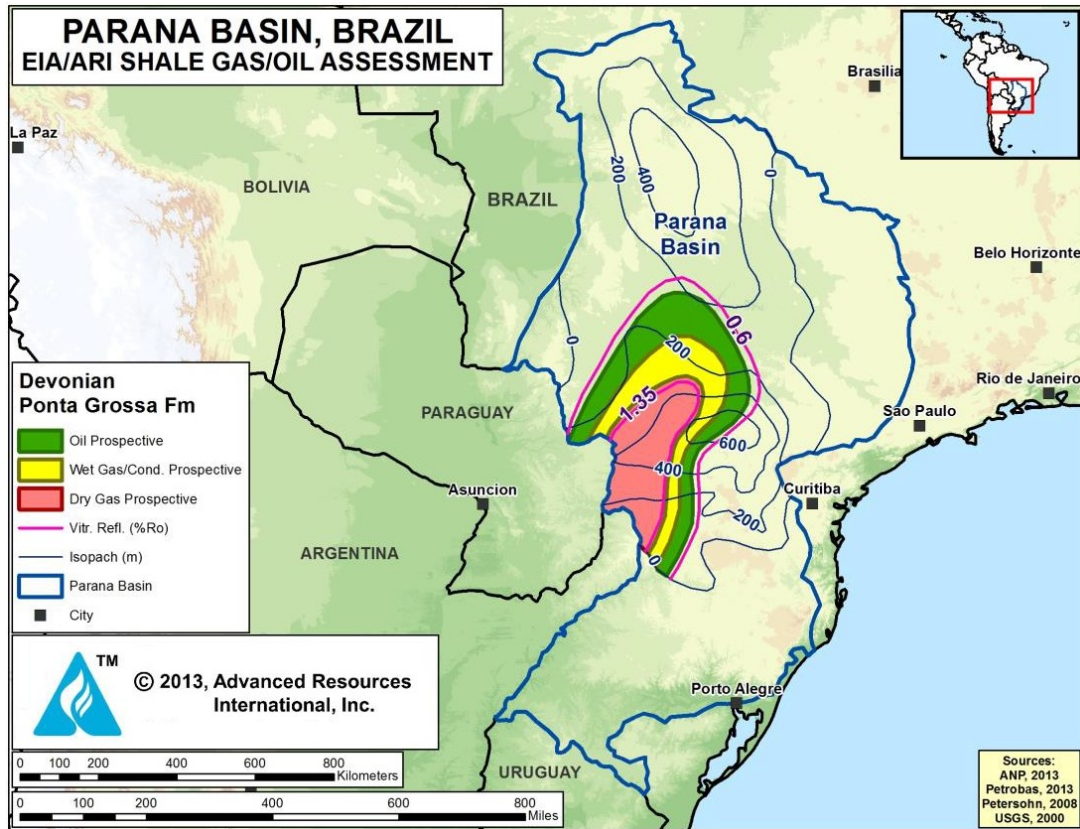 PARANA BASIN, BRAZIL
EIA/ARI SHALE GAS/OIL ASSESSMENT
Brasilia
La Paz
BOLIVIA
BRAZIL
200
400
0
Parana
Basin
Belo Horizonte
0.6
0
200
Devonian
Ponta Grossa Fm
Oil Prospective
Wet Gas/Cond. Prospective
Dry Gas Prospective
Vitr. Refl. (%Ro)
Isopach (m)
Parana Basin
City
PARAGUAY
1.35
Rio de Janeiro
São Paulo
600
400
Asuncion
Curitiba
200
ARGENTINA
0
TM
© 2013, Advanced Resources
International, Inc.
Porto Alegre
URUGUAY
0 100 200 400 600 800
Kilometers
0 100 200 400 600 800
Miles
Sources:
ANP, 2013
Petrobas, 2013
Petersohn, 2008
USGS, 2000